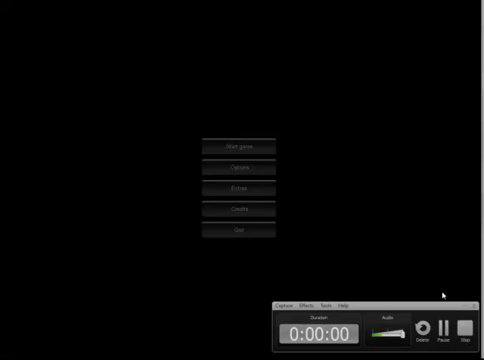 Start game
Options
Extras
Credits
Quit
Capture Effects Tools Help
Duration Audio
0:00:00
Delete Pause Stop